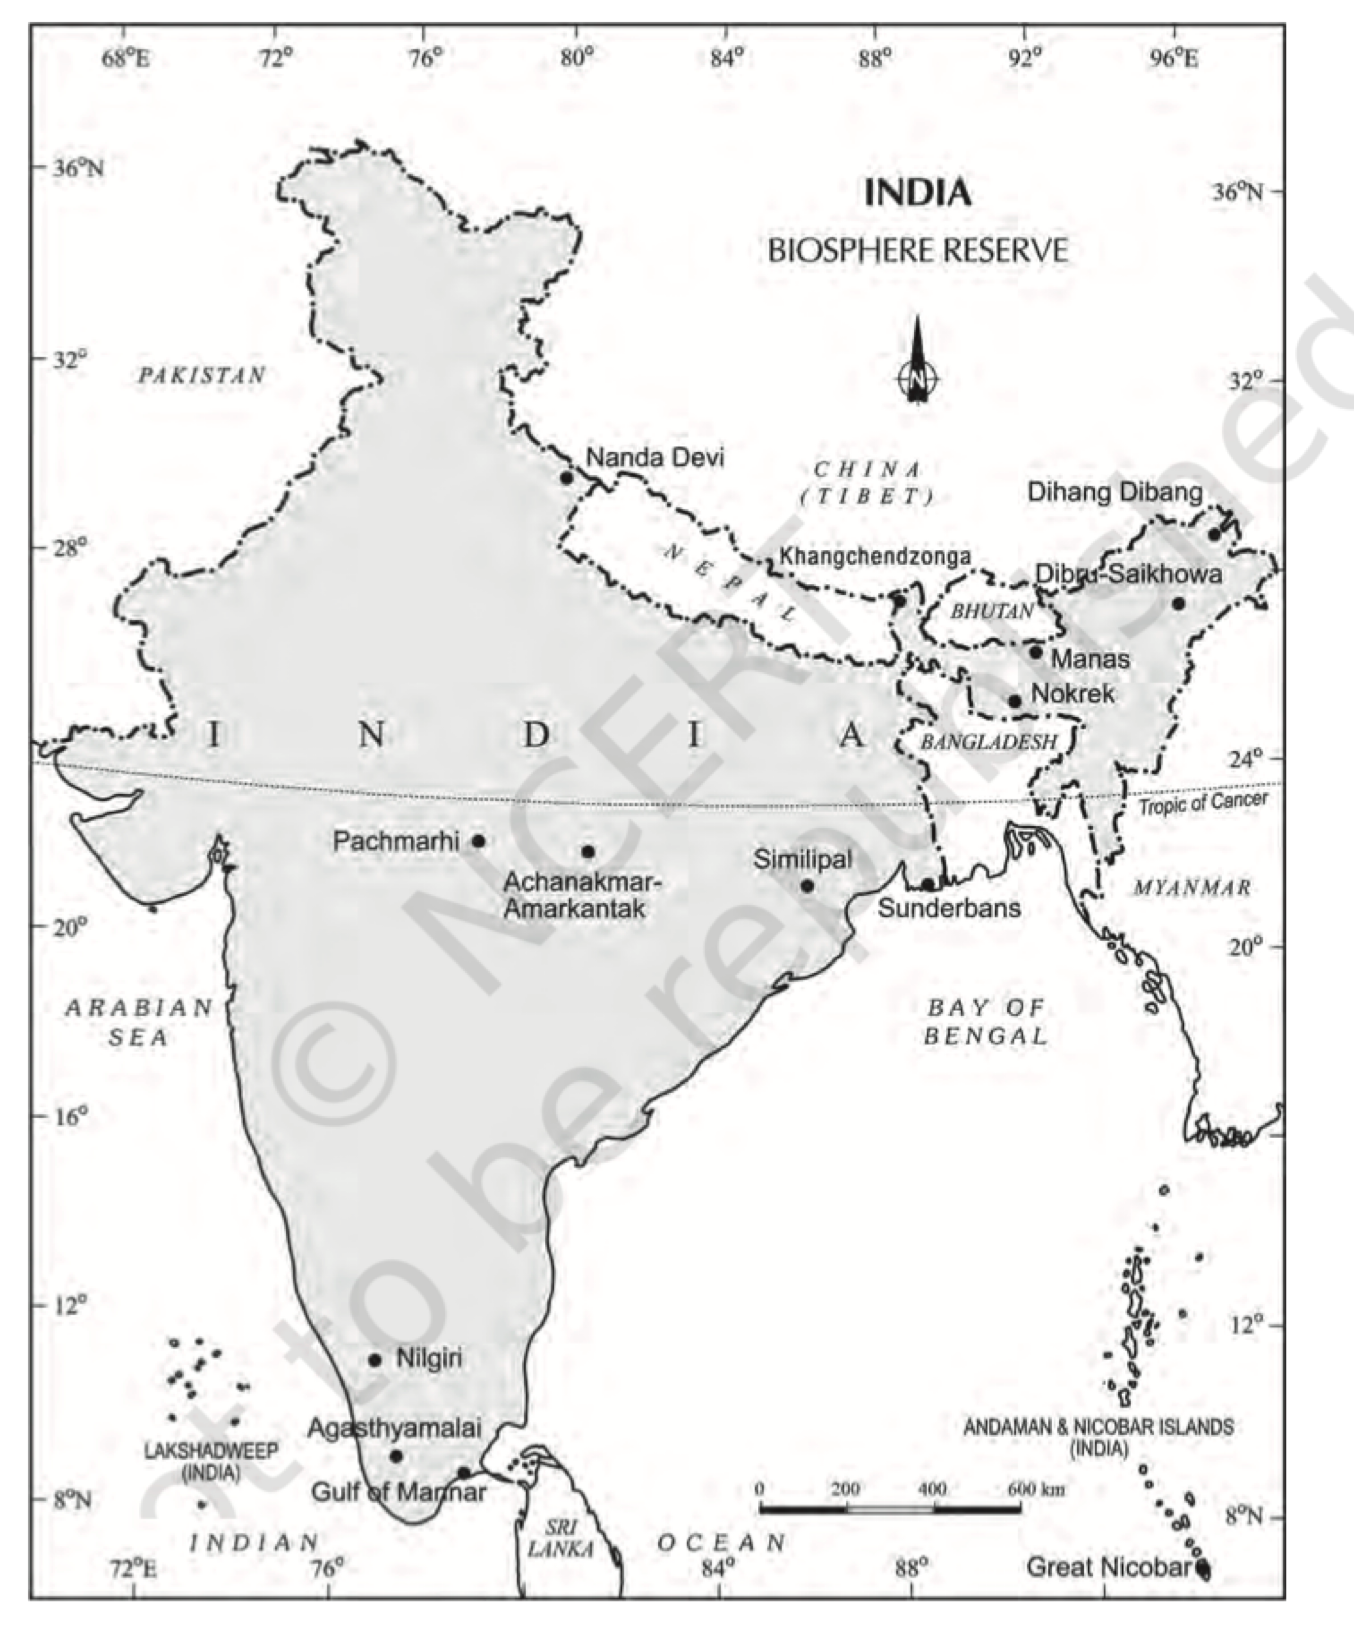 68°E 72° 76° 80° 84° 88° 92° 96°E
36°N
INDIA
36°N
BIOSPHERE RESERVE
32°
PAKISTAN
N
32°
Nanda Devi
CHINA
(TIBET)
Dihang Dibang
28°
NEPAL
Khangchendzonga
Dibru-Saikhowa
BHUTAN
Manas
Nokrek
INDIA
BANGLADESH
24°
Tropic of Cancer
Pachmarhi
Achanakmar-
Amarkantak
Similipal
MYANMAR
Sunderbans
20°
20°
ARABIAN
SEA
BAY OF
BENGAL
16°
12°
12°
Nilgiri
Agasthyamalai
LAKSHADWEEP
(INDIA)
Gulf of Mannar
ANDAMAN & NICOBAR ISLANDS
(INDIA)
0 200 400 600 km
8°N
8°N
INDIAN
SRI
LANKA
OCEAN
Great Nicobar
72°E 76° 84° 88°
© NCERT
not to be republished